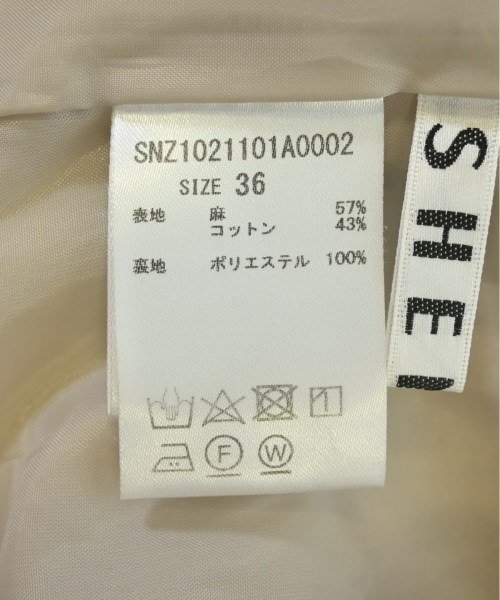 SNZ1021101A0002
SIZE 36
表地 麻 57%
コットン 43%
裏地 ポリエステル 100%
F W
SHE